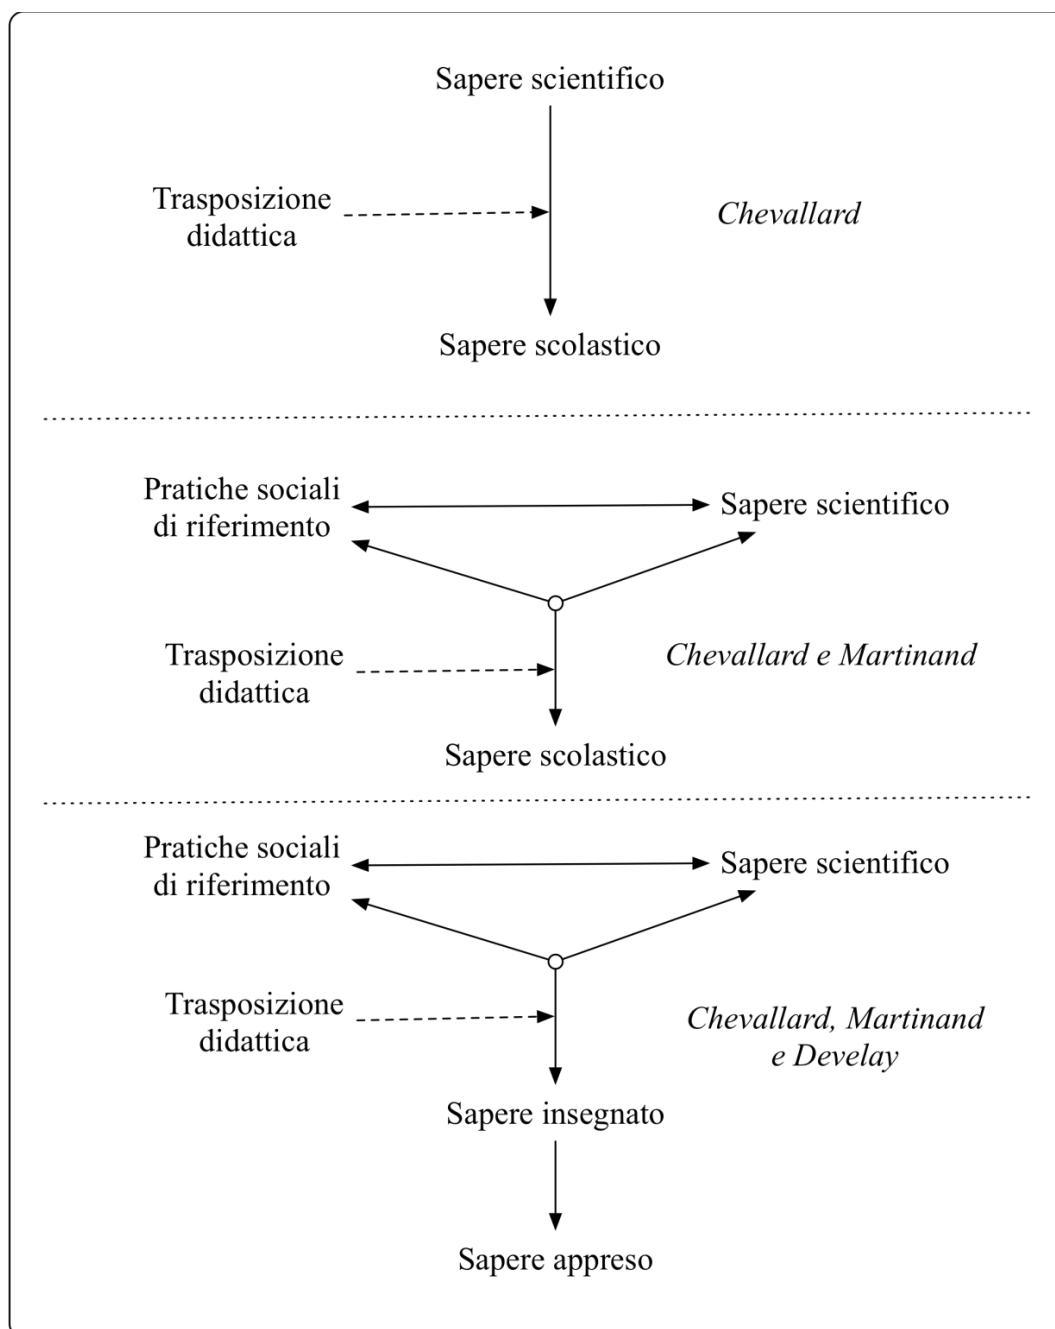 Sapere scientifico
Trasposizione
didattica
Chevallard
Sapere scolastico
Pratiche sociali
di riferimento
Sapere scientifico
Trasposizione
didattica
Chevallard e Martinand
Sapere scolastico
Pratiche sociali
di riferimento
Sapere scientifico
Trasposizione
didattica
Chevallard, Martinand
e Develay
Sapere insegnato
Sapere appreso